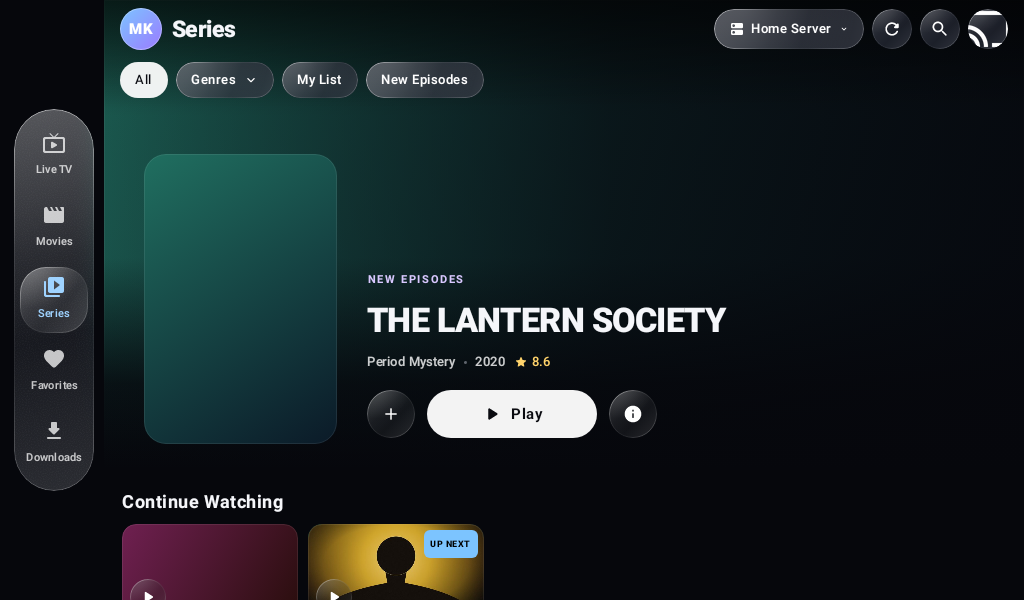 MK
Series
Home Server
All
Genres
My List
New Episodes
Live TV
Movies
Series
Favorites
Downloads
NEW EPISODES
THE LANTERN SOCIETY
Period Mystery • 2020 ★ 8.6
Play
Continue Watching
UP NEXT